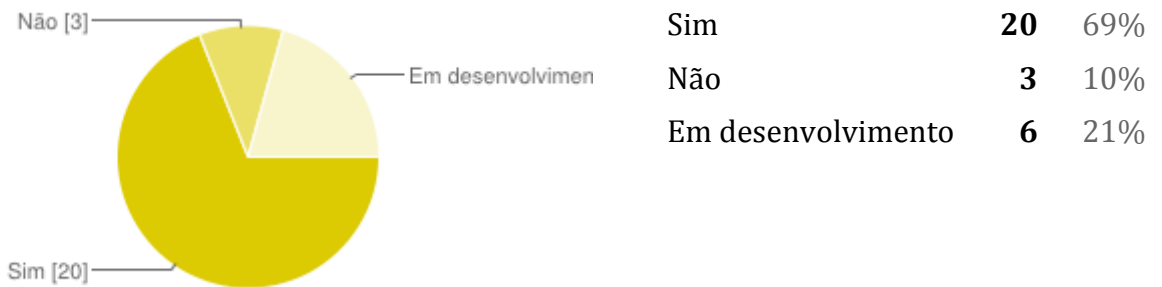 Não [3]
Em desenvolvimen
Sim [20]
Sim 20 69%
Não 3 10%
Em desenvolvimento 6 21%